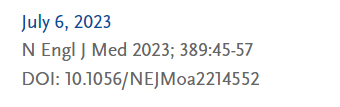 July 6, 2023
N Engl J Med 2023; 389:45-57
DOI: 10.1056/NEJMoa2214552